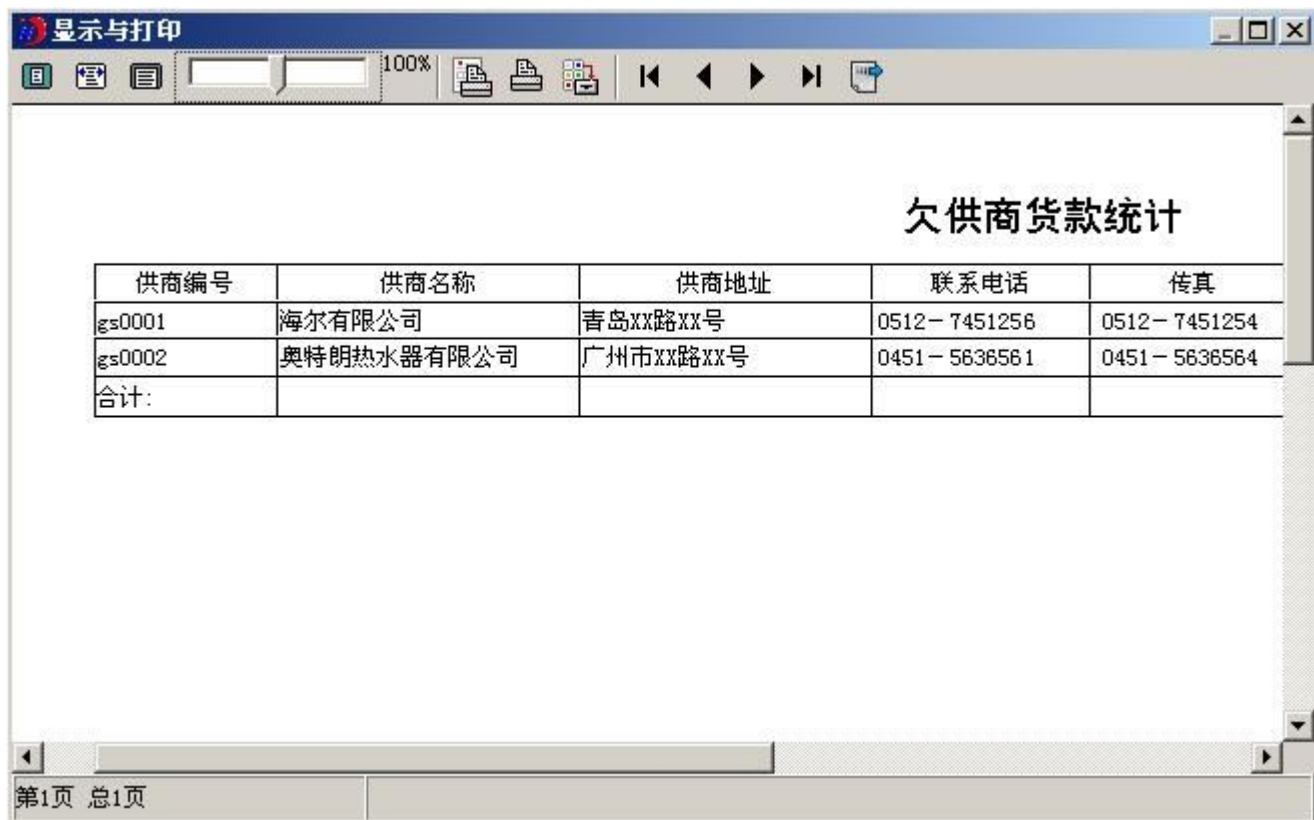 显示与打印
100%
欠供商货款统计
供商编号 供商名称 供商地址 联系电话 传真
gs0001 海尔有限公司 青岛XX路XX号 0512－7451256 0512－7451254
gs0002 奥特朗热水器有限公司 广州市XX路XX号 0451－5636561 0451－5636564
合计:
第1页 总1页